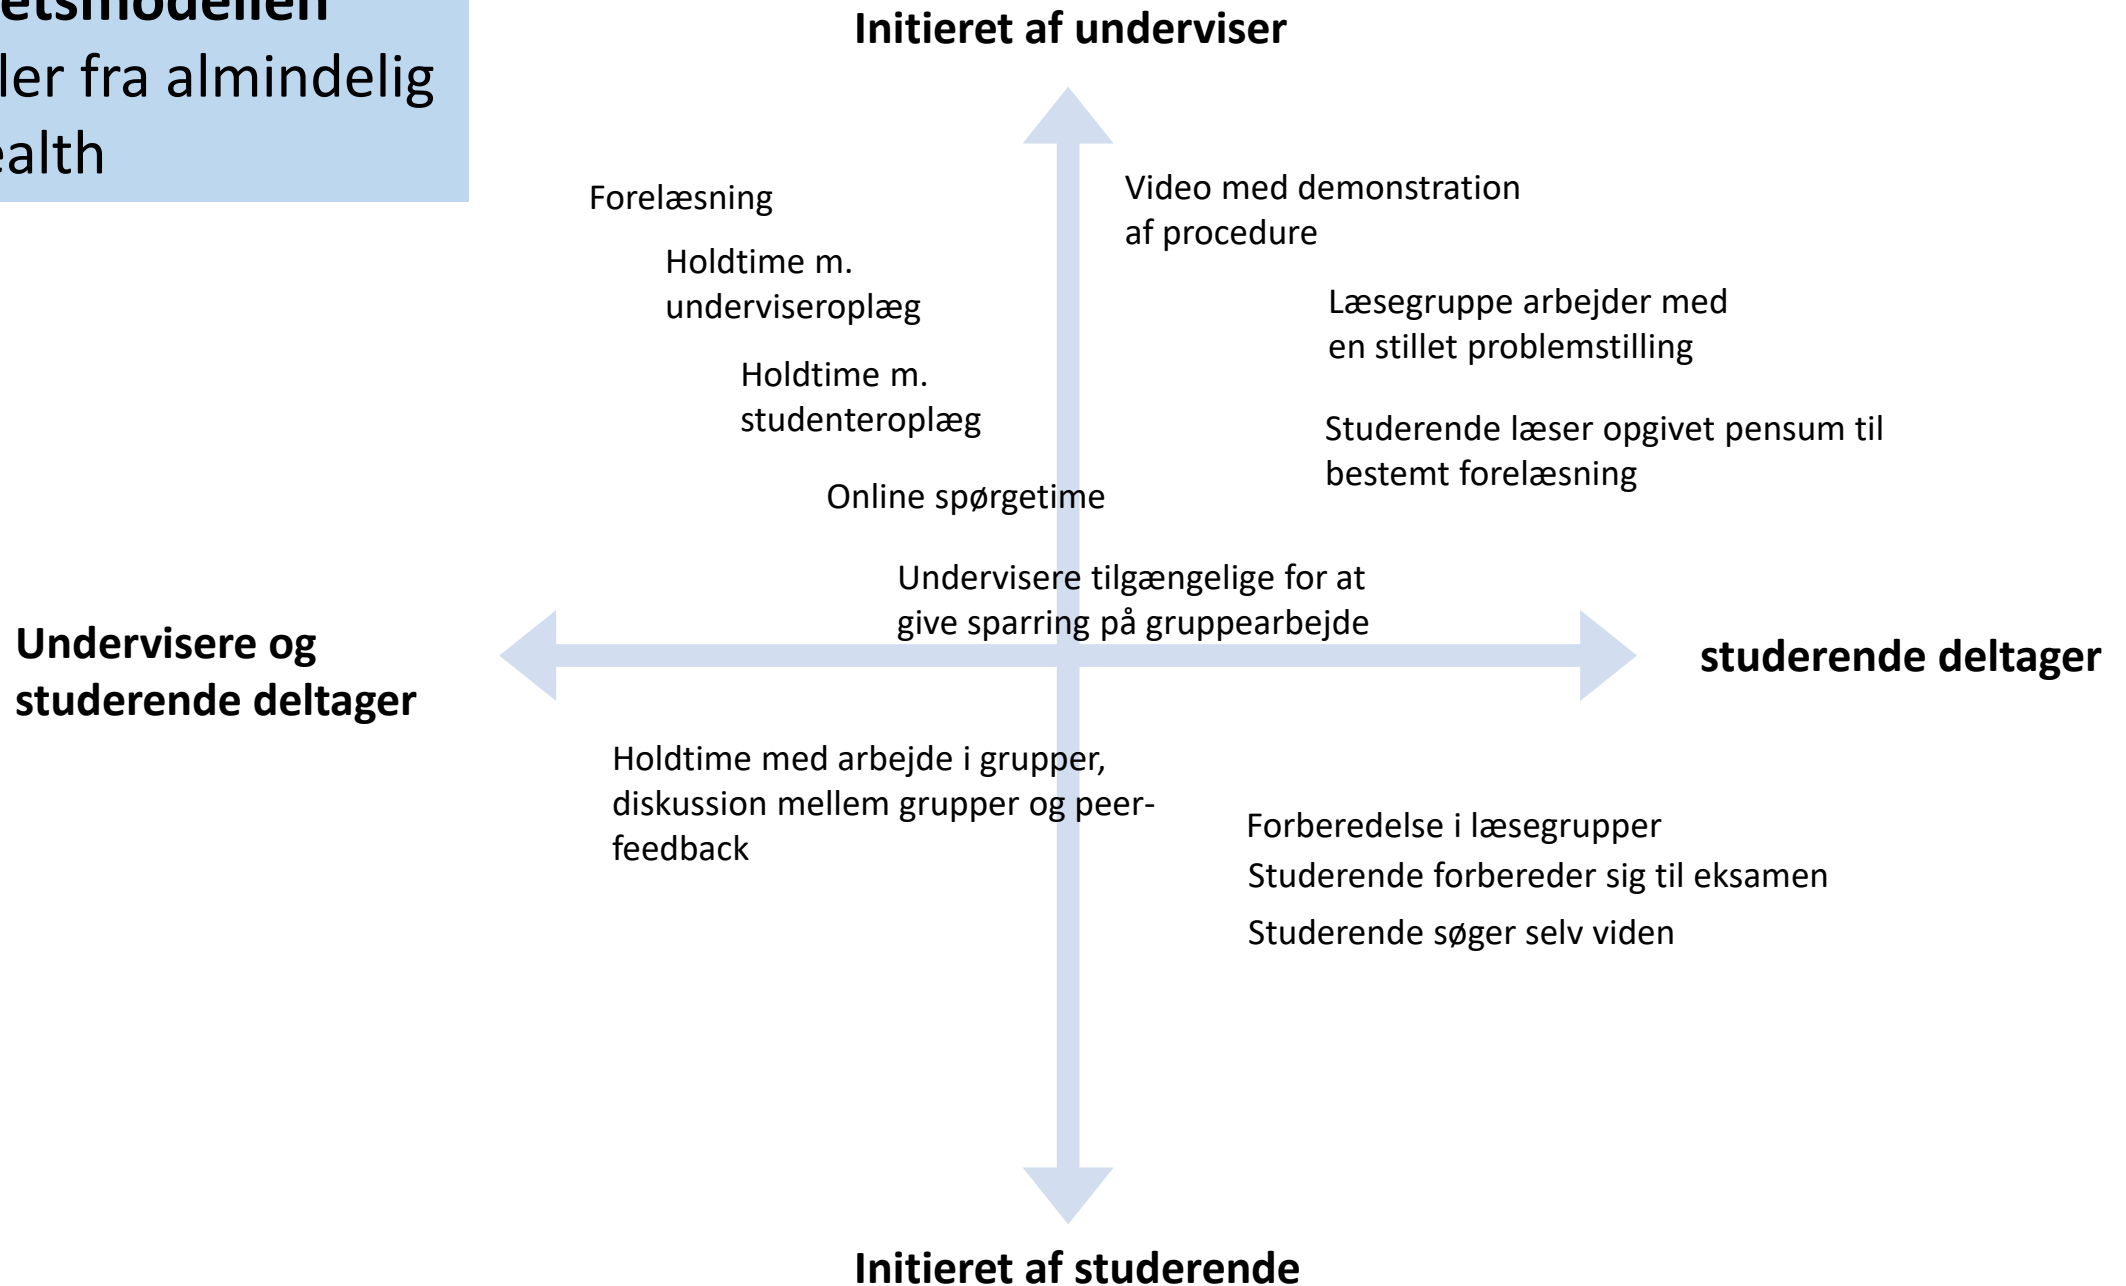 etsmodellen
ler fra almindelig
ealth
Initieret af underviser
Forelæsning
Video med demonstration
af procedure
Holdtime m.
underviseroplæg
Læsegruppe arbejder med
en stillet problemstilling
Holdtime m.
studenteroplæg
Studerende læser opgivet pensum til
bestemt forelæsning
Online spørgetime
Undervisere tilgængelige for at
give sparring på gruppearbejde
Undervisere og
studerende deltager
studerende deltager
Holdtime med arbejde i grupper,
diskussion mellem grupper og peer-
feedback
Forberedelse i læsegrupper
Studerende forbereder sig til eksamen
Studerende søger selv viden
Initieret af studerende